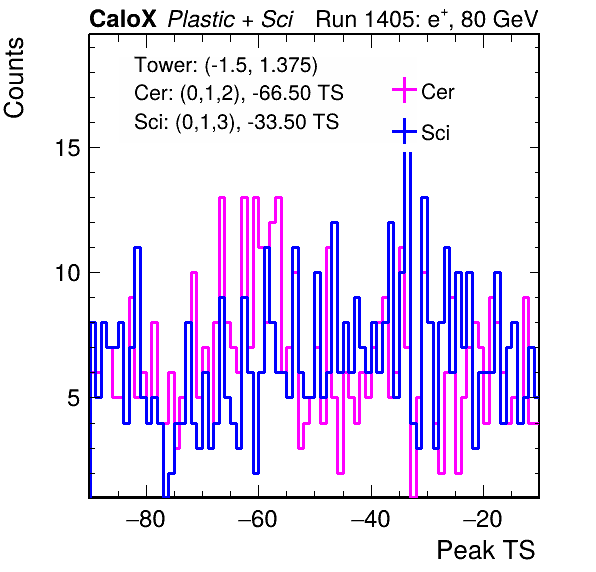 CaloX Plastic + Sci Run 1405: e+, 80 GeV
Tower: (-1.5, 1.375)
Cer: (0,1,2), -66.50 TS
Sci: (0,1,3), -33.50 TS
Cer
Sci
Counts
15
10
5
−80 −60 −40 −20
Peak TS